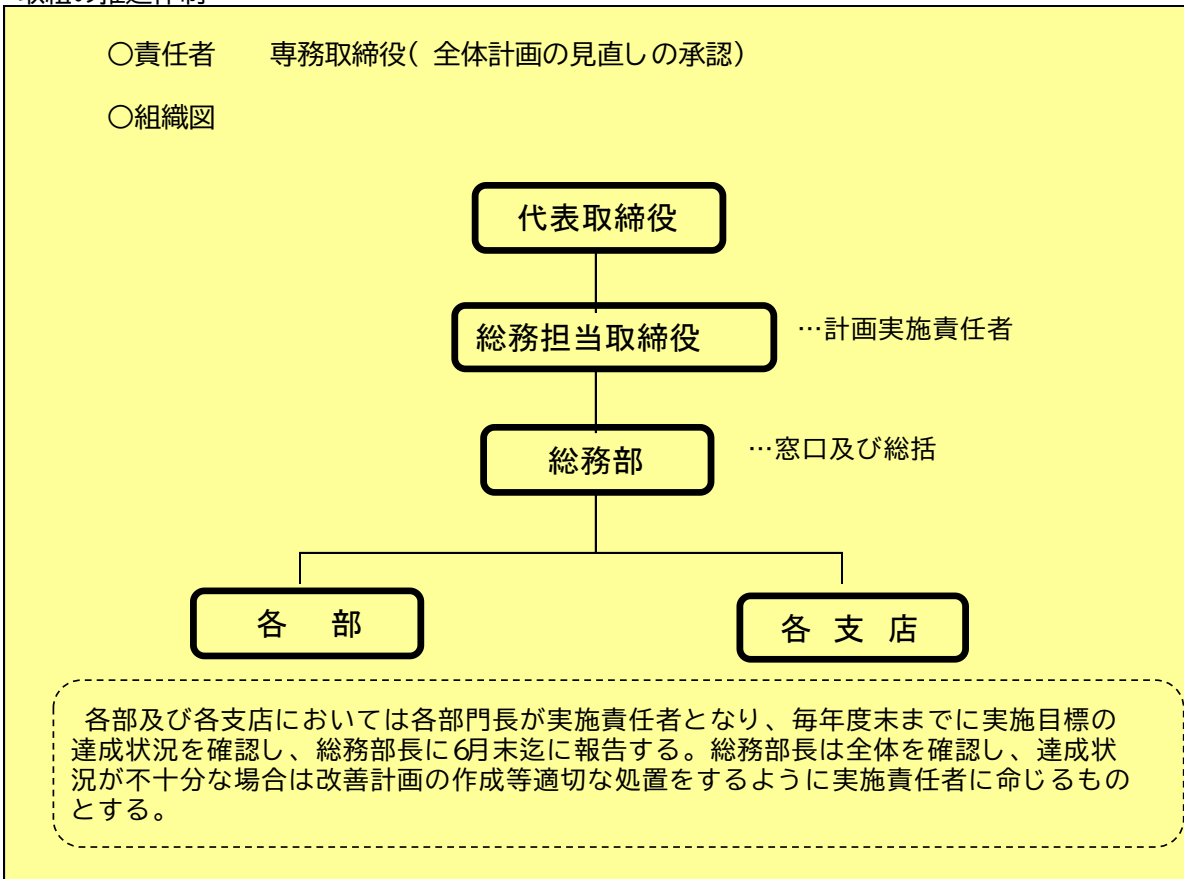 ○責任者　専務取締役( 全体計画の見直しの承認)
○組織図
代表取締役
総務担当取締役
…計画実施責任者
総務部
…窓口及び総括
各　部
各 支 店
各部及び各支店においては各部門長が実施責任者となり、毎年度末までに実施目標の
達成状況を確認し、総務部長に6月末迄に報告する。総務部長は全体を確認し、達成状
況が不十分な場合は改善計画の作成等適切な処置をするように実施責任者に命じるもの
とする。